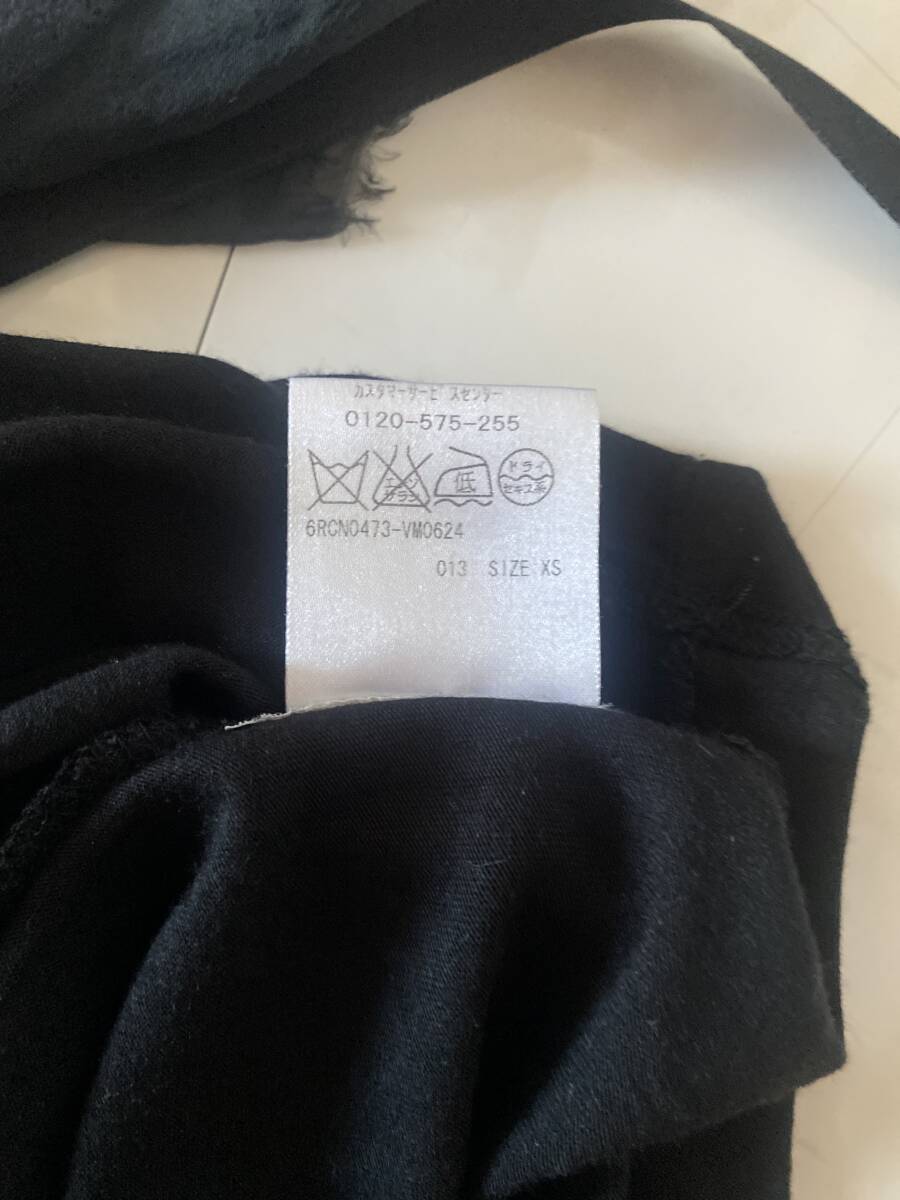 カスタマーサービスセンター
0120-575-255
エンソ
サラシ
低
ドライ
セキユ系
6RCN0473-VM0624
013 SIZE XS